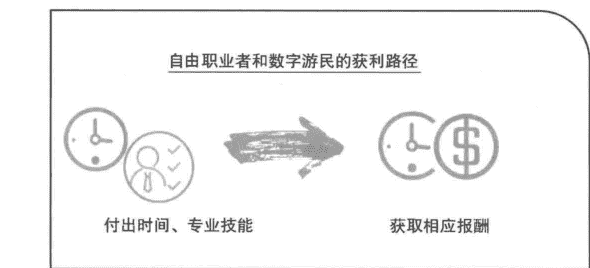 自由职业者和数字游民的获利路径
付出时间、专业技能
获取相应报酬